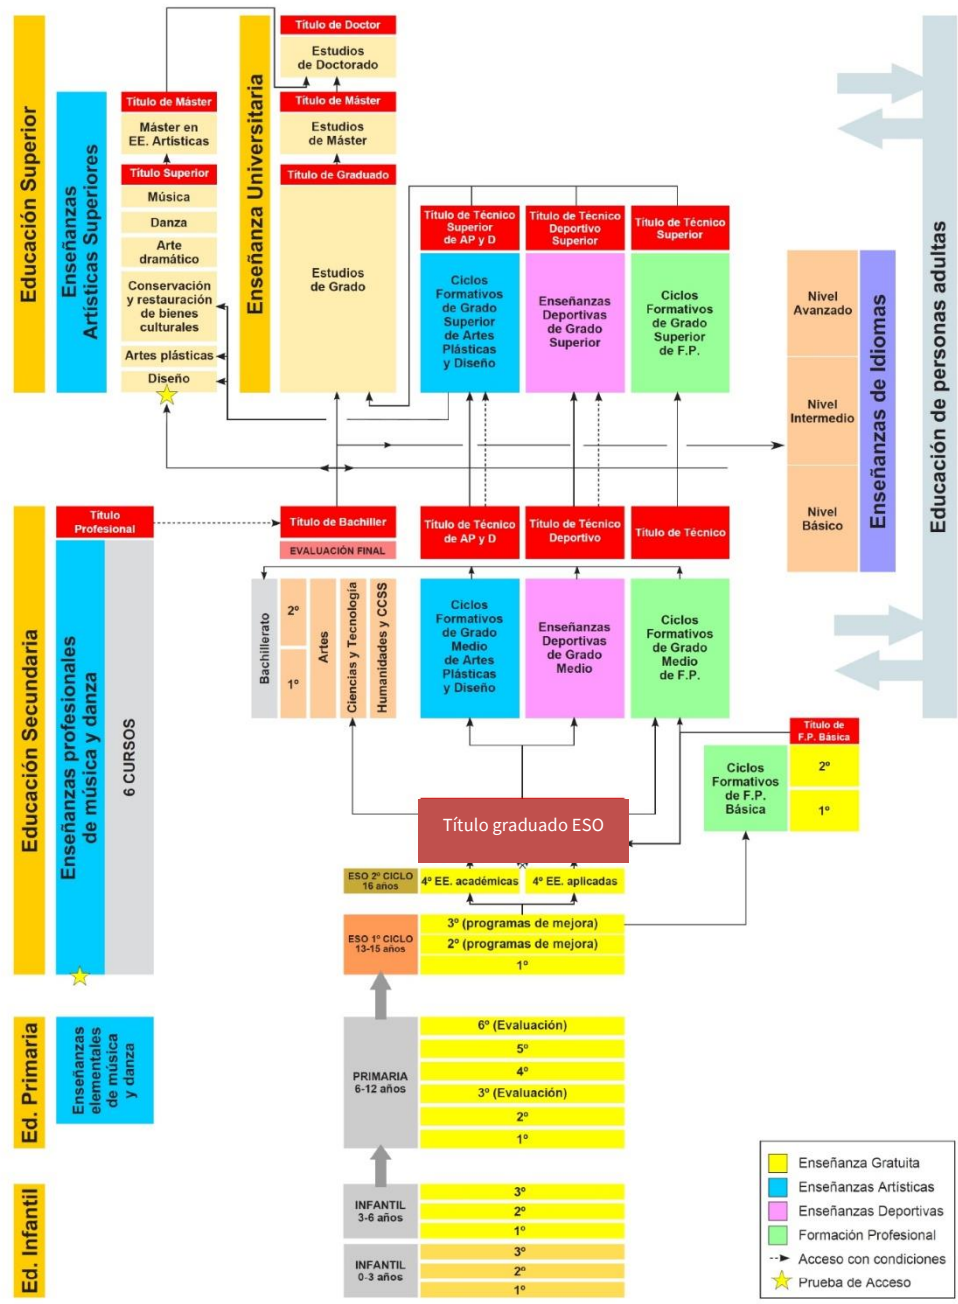 Educación Superior
Enseñanzas
Artísticas Superiores
Título de Máster
Máster en
EE. Artísticas
Título Superior
Música
Danza
Arte
dramático
Conservación
y restauración
de bienes
culturales
Artes plásticas
Diseño
Enseñanza Universitaria
Título de Doctor
Estudios
de Doctorado
Título de Máster
Estudios
de Máster
Título de Graduado
Estudios
de Grado
Título de Técnico
Superior
de AP y D
Ciclos
Formativos
de Grado
Superior
de Artes
Plásticas
y Diseño
Título de Técnico
Deportivo
Superior
Enseñanzas
Deportivas
de Grado
Superior
Título de Técnico
Superior
Ciclos
Formativos
de Grado
Superior
de F.P.
Nivel
Avanzado
Nivel
Intermedio
Nivel
Básico
Enseñanzas de Idiomas
Educación de personas adultas
Educación Secundaria
Título
Profesional
Enseñanzas profesionales
de música y danza
6 CURSOS
Título de Bachiller
EVALUACIÓN FINAL
Bachillerato
2º
1º
Artes
Ciencias y Tecnología
Humanidades y CCSS
Título de Técnico
de AP y D
Ciclos
Formativos
de Grado
Medio
de Artes
Plásticas
y Diseño
Título de Técnico
Deportivo
Enseñanzas
Deportivas
de Grado
Medio
Título de Técnico
Ciclos
Formativos
de Grado
Medio
de F.P.
Título de
F.P. Básica
Ciclos
Formativos
de F.P.
Básica
2º
1º
Título graduado ESO
ESO 2º CICLO
16 años
4º EE. académicas
4º EE. aplicadas
ESO 1º CICLO
13-15 años
3º (programas de mejora)
2º (programas de mejora)
1º
Ed. Primaria
Enseñanzas
elementales
de música
y danza
PRIMARIA
6-12 años
6º (Evaluación)
5º
4º
3º (Evaluación)
2º
1º
Ed. Infantil
INFANTIL
3-6 años
3º
2º
1º
INFANTIL
0-3 años
3º
2º
1º
Enseñanza Gratuita
Enseñanzas Artísticas
Enseñanzas Deportivas
Formación Profesional
Acceso con condiciones
Prueba de Acceso